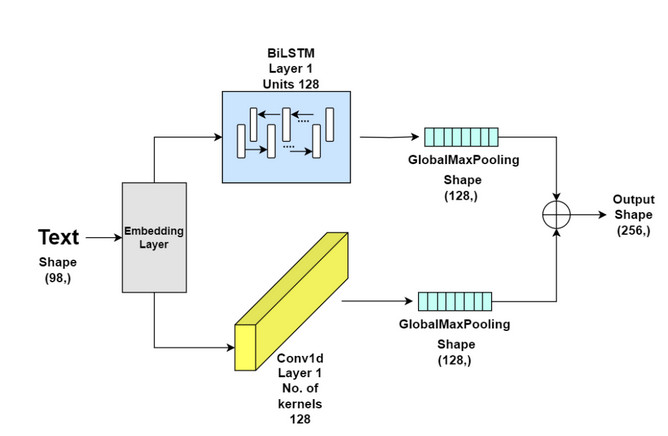 BiLSTM
Layer 1
Units 128
....
....
GlobalMaxPooling
Shape
(128,)
Output
Shape
(256,)
Embedding
Layer
Text
Shape
(98,)
GlobalMaxPooling
Shape
(128,)
Conv1d
Layer 1
No. of
kernels
128